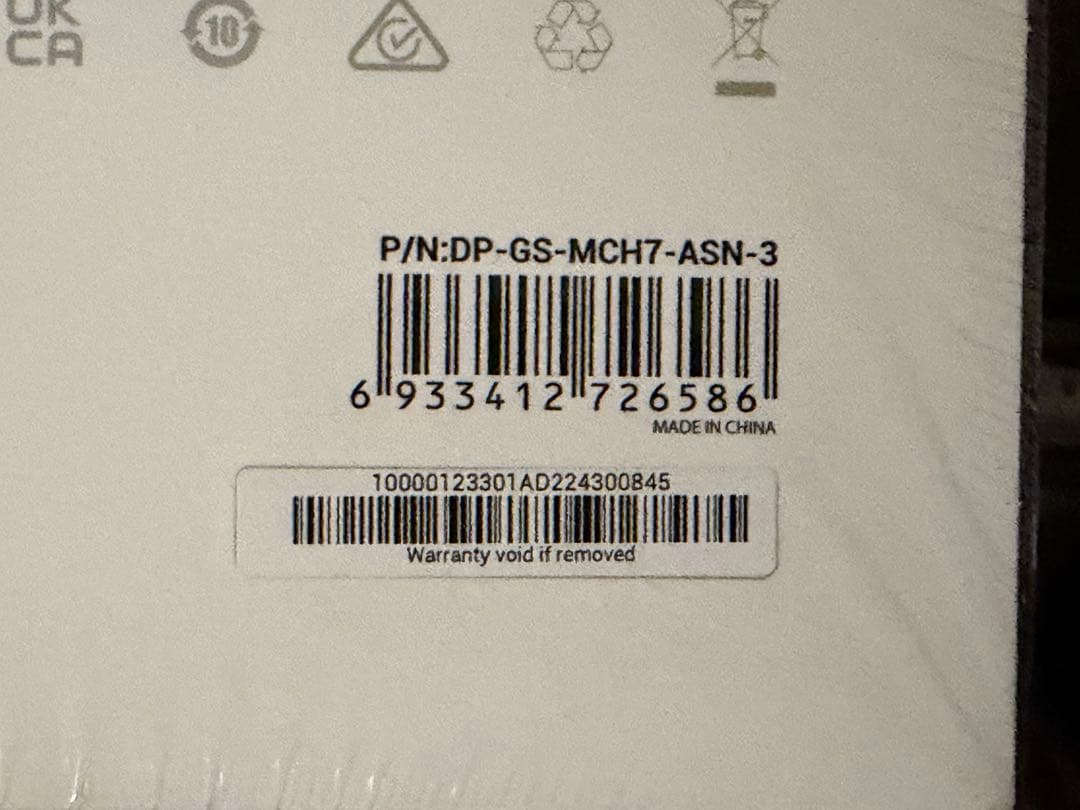 UK
CA
10
P/N:DP-GS-MCH7-ASN-3
6 933412 726586
MADE IN CHINA
10000123301AD224300845
Warranty void if removed